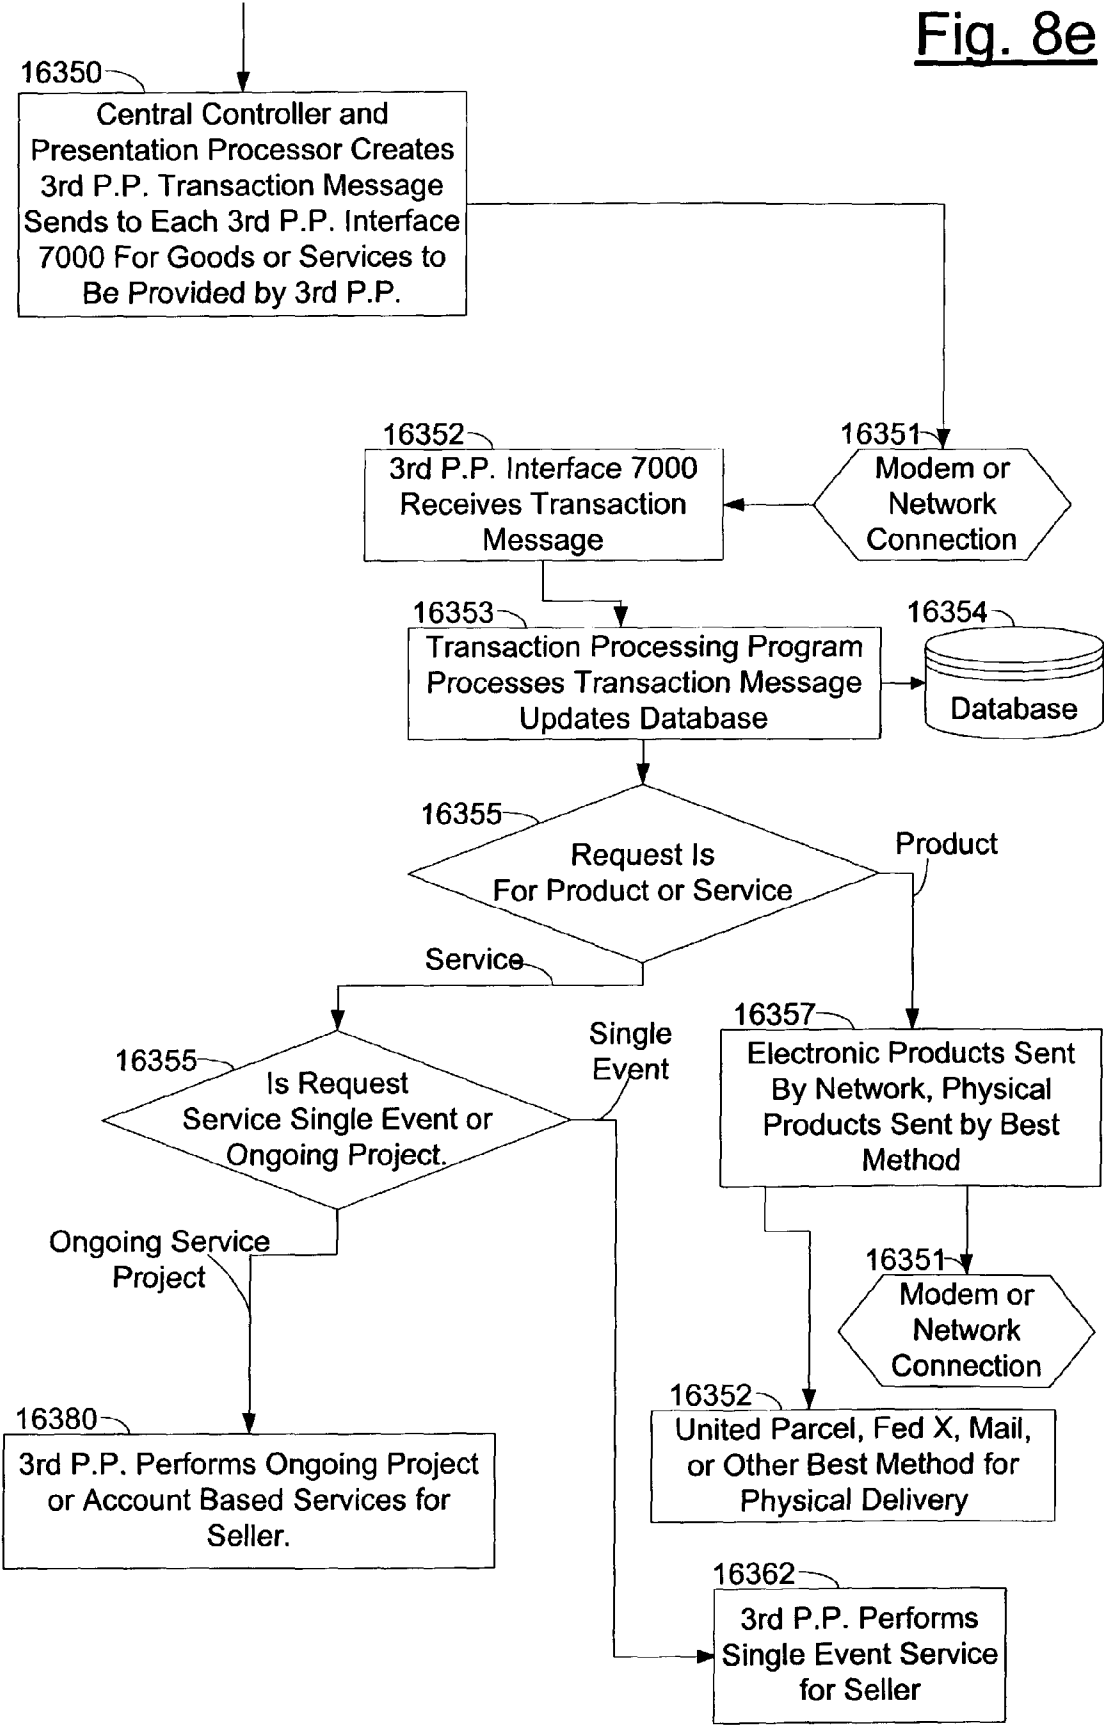 Fig. 8e
16350
Central Controller and
Presentation Processor Creates
3rd P.P. Transaction Message
Sends to Each 3rd P.P. Interface
7000 For Goods or Services to
Be Provided by 3rd P.P.
16352
3rd P.P. Interface 7000
Receives Transaction
Message
16351
Modem or
Network
Connection
16353
Transaction Processing Program
Processes Transaction Message
Updates Database
16354
Database
16355
Request Is
For Product or Service
Product
Service
16355
Is Request
Service Single Event or
Ongoing Project.
Single
Event
16357
Electronic Products Sent
By Network, Physical
Products Sent by Best
Method
Ongoing Service
Project
16351
Modem or
Network
Connection
16352
United Parcel, Fed X, Mail,
or Other Best Method for
Physical Delivery
16380
3rd P.P. Performs Ongoing Project
or Account Based Services for
Seller.
16362
3rd P.P. Performs
Single Event Service
for Seller